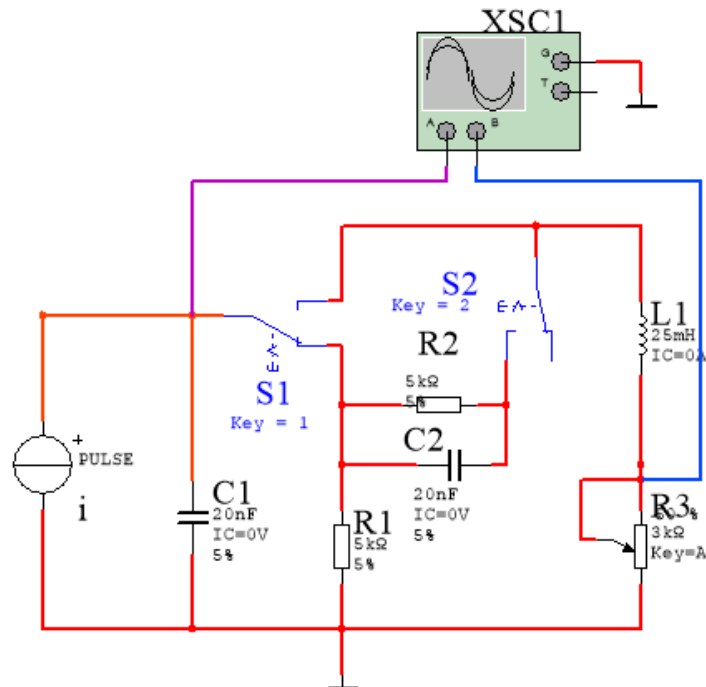 XSC1
G
T
A
B
S2
Key = 2
L1
25mH
IC=0A
R2
5kΩ
5%
S1
Key = 1
C2
20nF
IC=0V
5%
+
PULSE
i
C1
20nF
IC=0V
5%
R1
5kΩ
5%
R3
3kΩ
Key=A